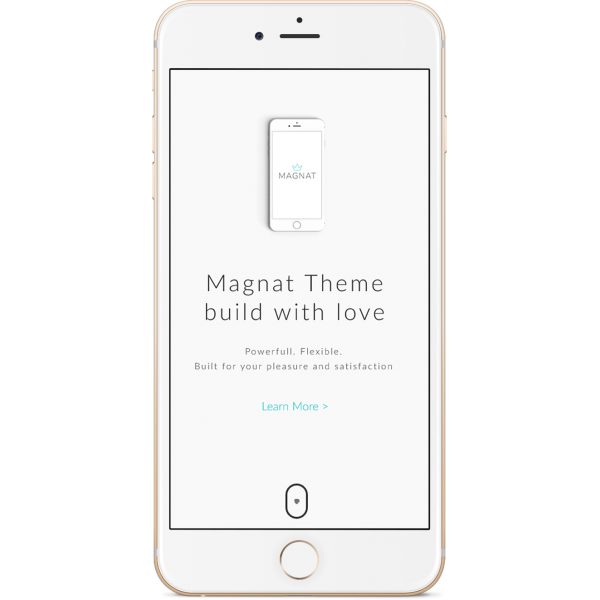 MAGNAT
Magnat Theme
build with love
Powerfull. Flexible.
Built for your pleasure and satisfaction
Learn More >